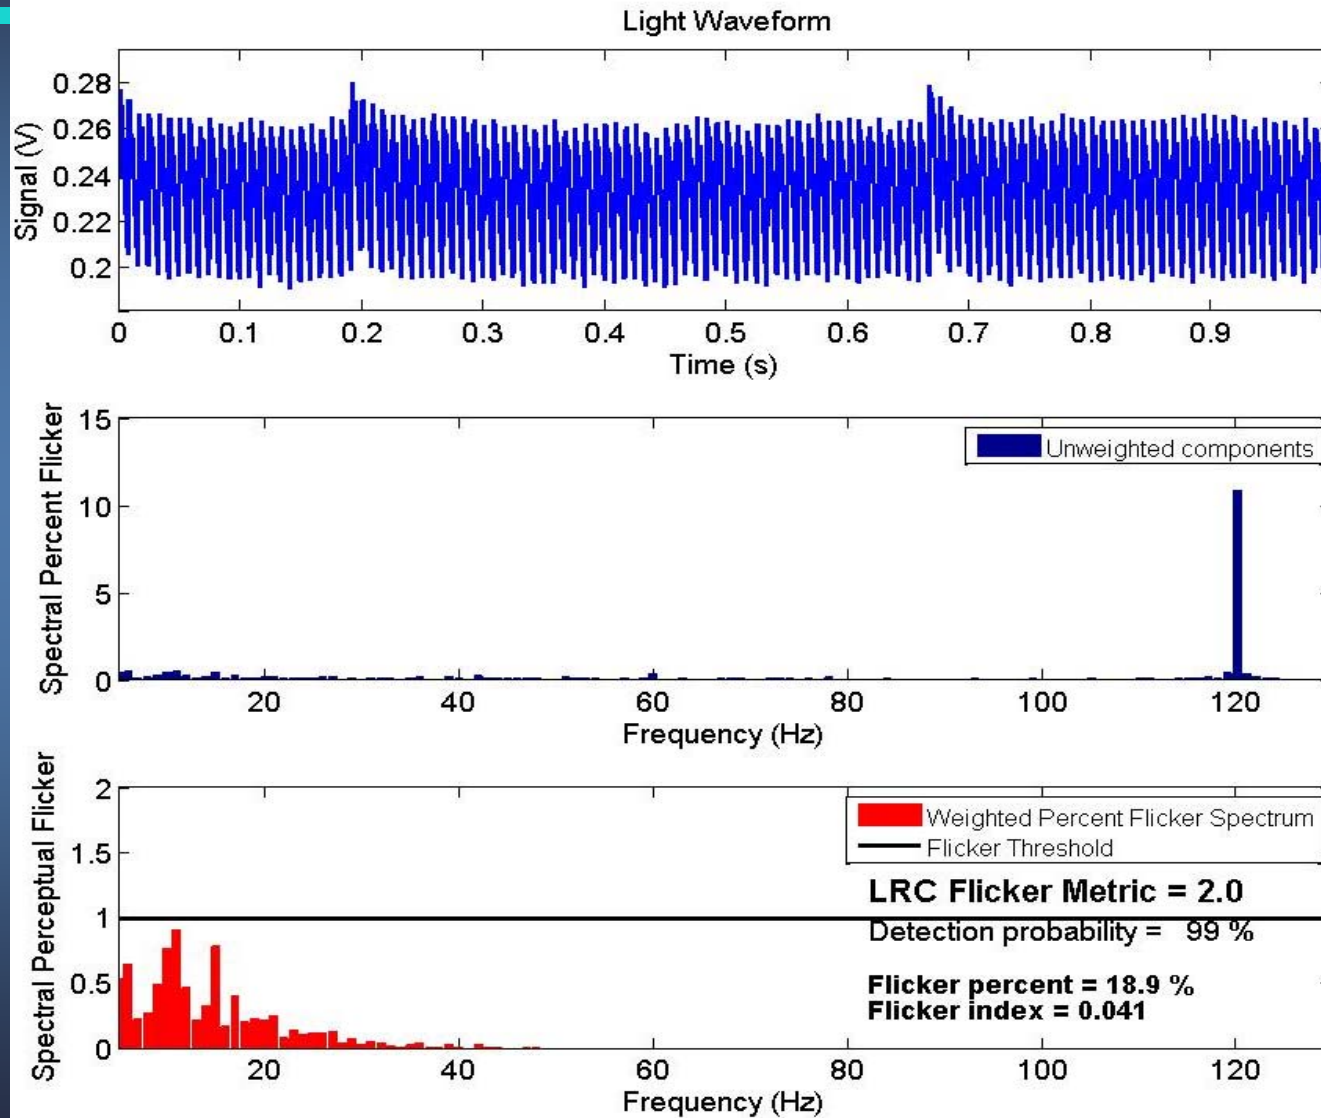 Light Waveform
Signal (V)
0.28
0.26
0.24
0.22
0.2
0 0.1 0.2 0.3 0.4 0.5 0.6 0.7 0.8 0.9
Time (s)
Spectral Percent Flicker
15
10
5
0
Unweighted components
20 40 60 80 100 120
Frequency (Hz)
Spectral Perceptual Flicker
2
1.5
1
0.5
0
Weighted Percent Flicker Spectrum
Flicker Threshold
LRC Flicker Metric = 2.0
Detection probability = 99 %
Flicker percent = 18.9 %
Flicker index = 0.041
20 40 60 80 100 120
Frequency (Hz)